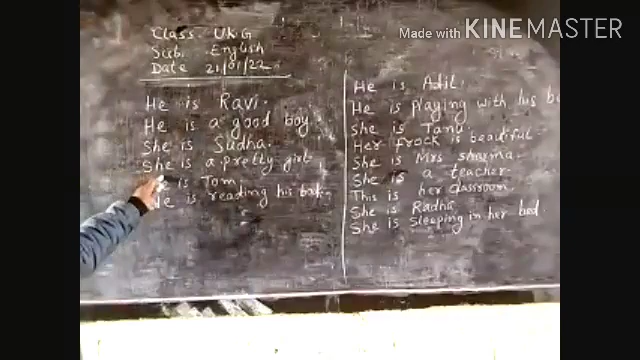 Made with KINEMASTER
Class. UKG
Sub. English
Date 21/01/22
He is Ravi.
He is a good boy
She is Sudha.
She is a pretty girl
is Tom
He is reading his book.
He is Adil.
He is playing with his
She is Tanu
Her frock is beautiful
She is Mrs Sharma.
She is a teacher.
This is her classroom.
She is Radha
She is sleeping in her bed.